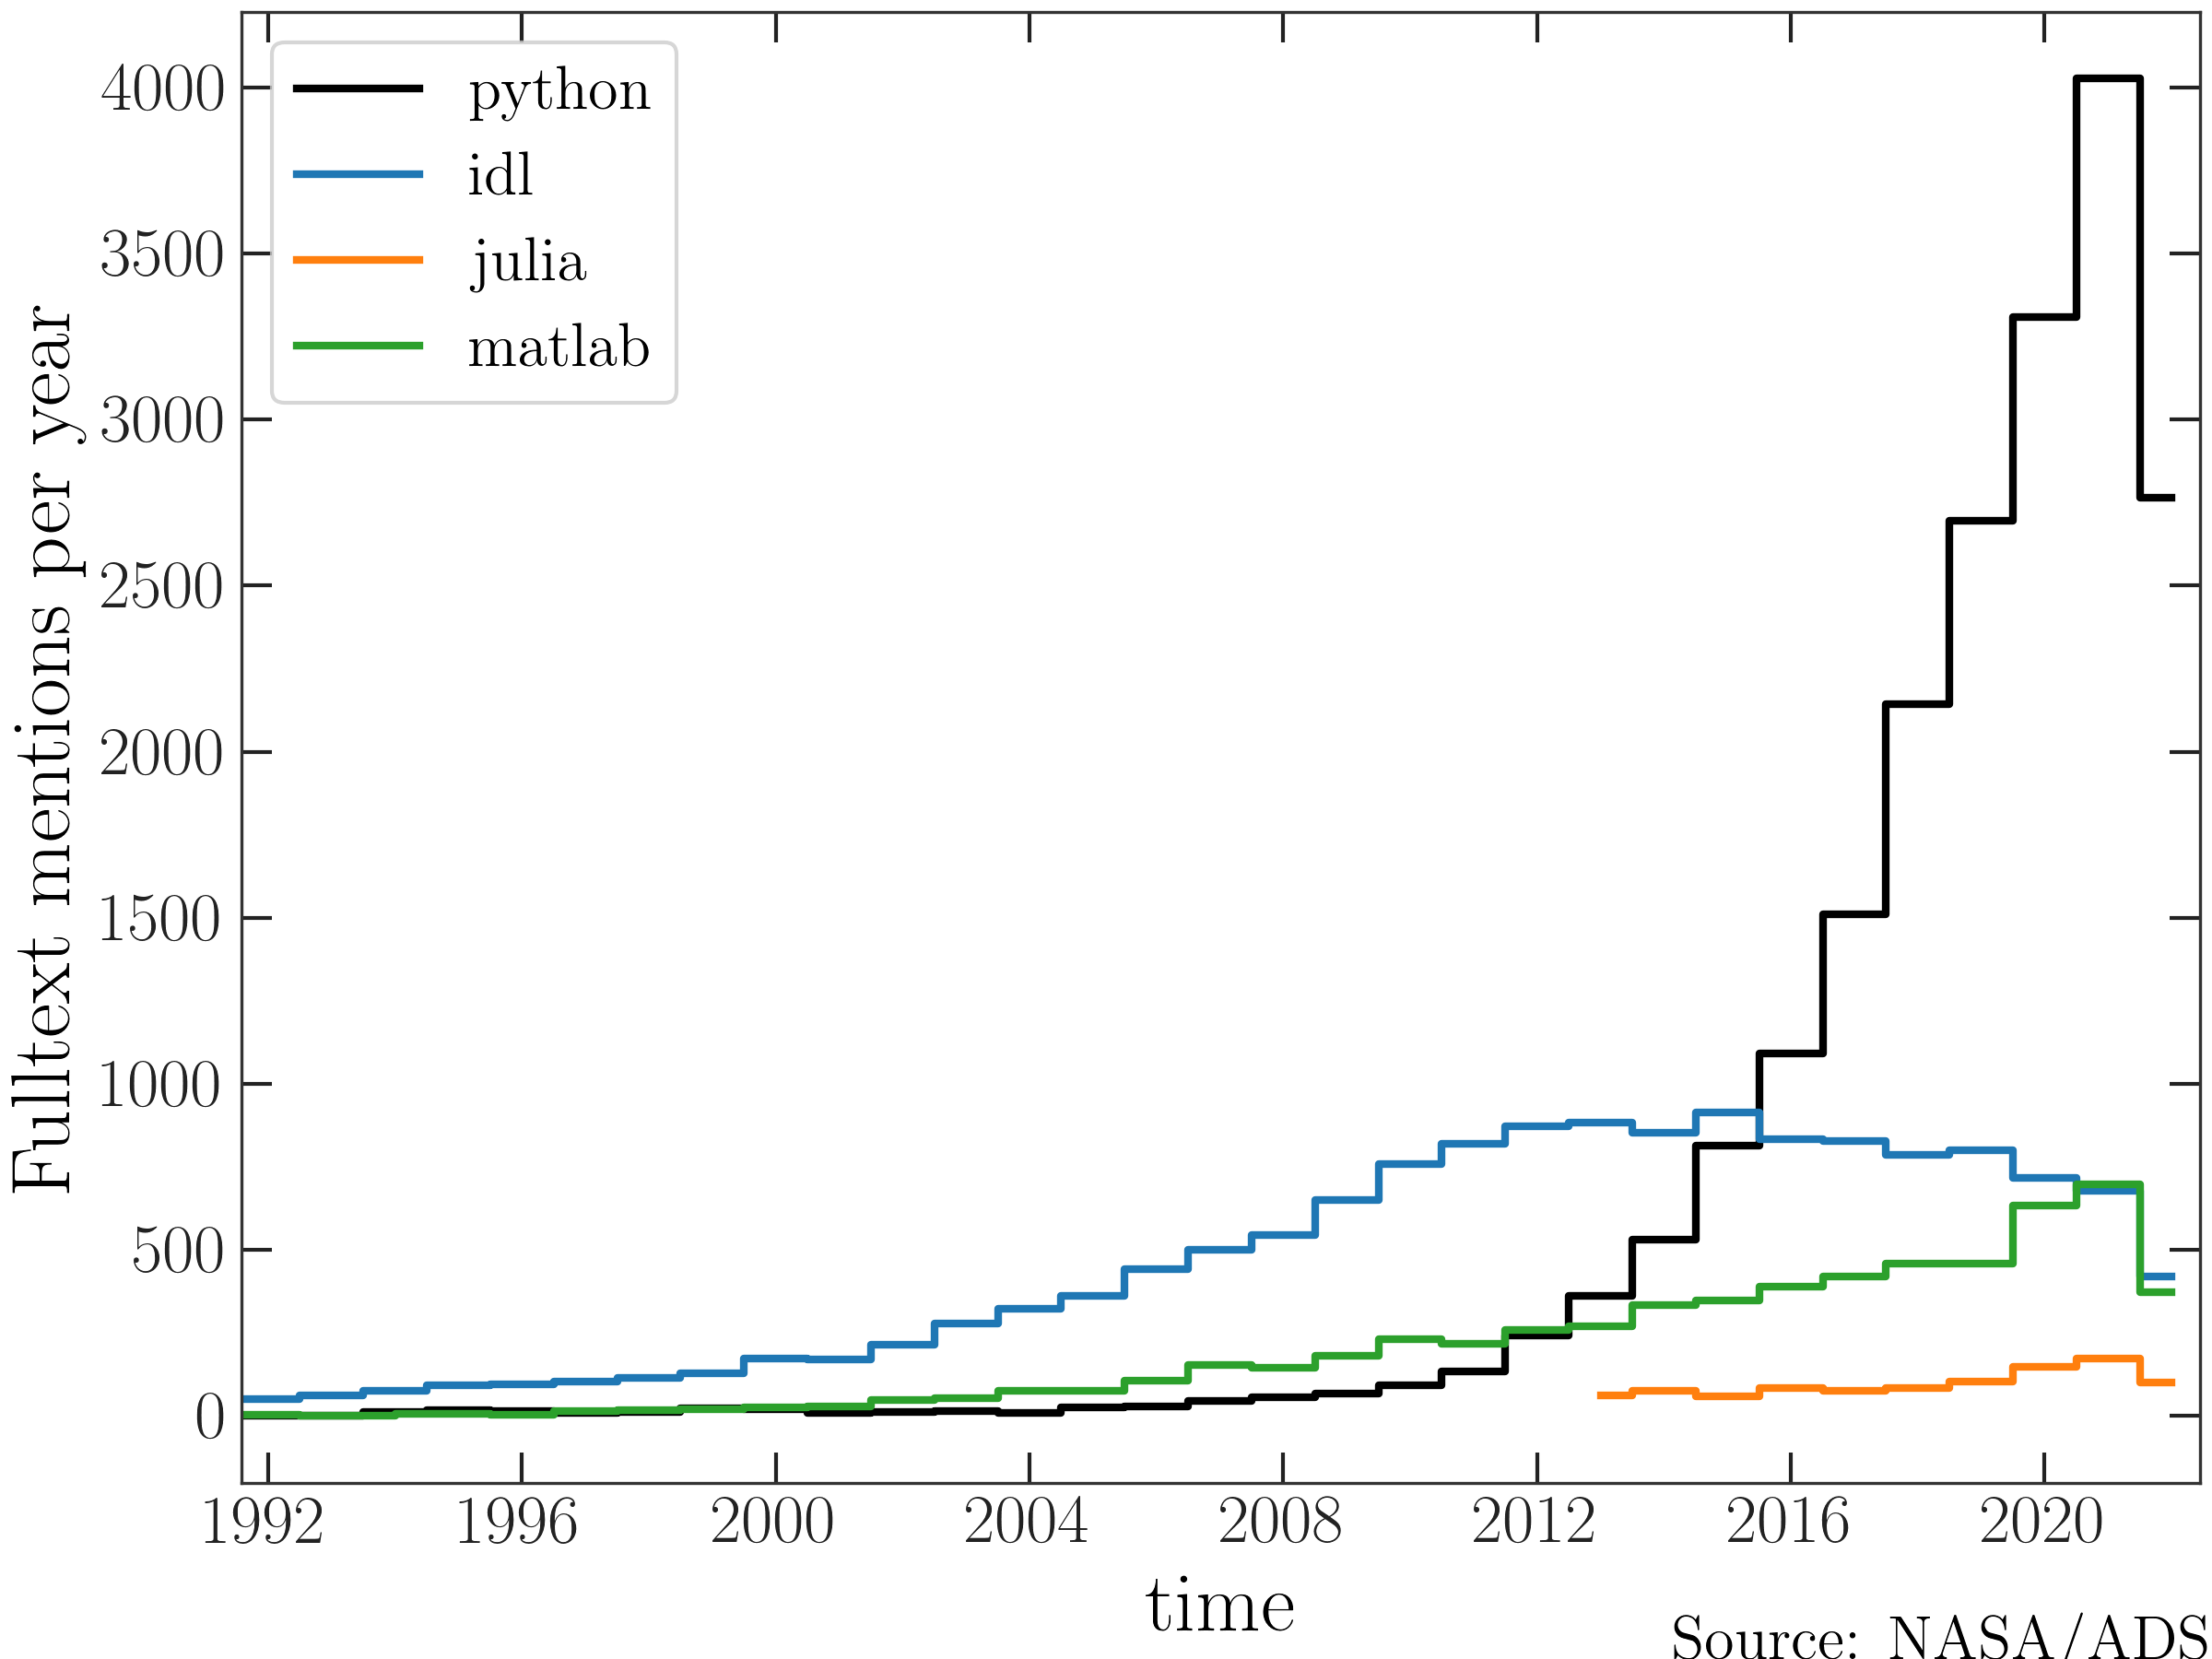 python
idl
julia
matlab
Fulltext mentions per year
4000
3500
3000
2500
2000
1500
1000
500
0
1992 1996 2000 2004 2008 2012 2016 2020
time
Source: NASA/ADS